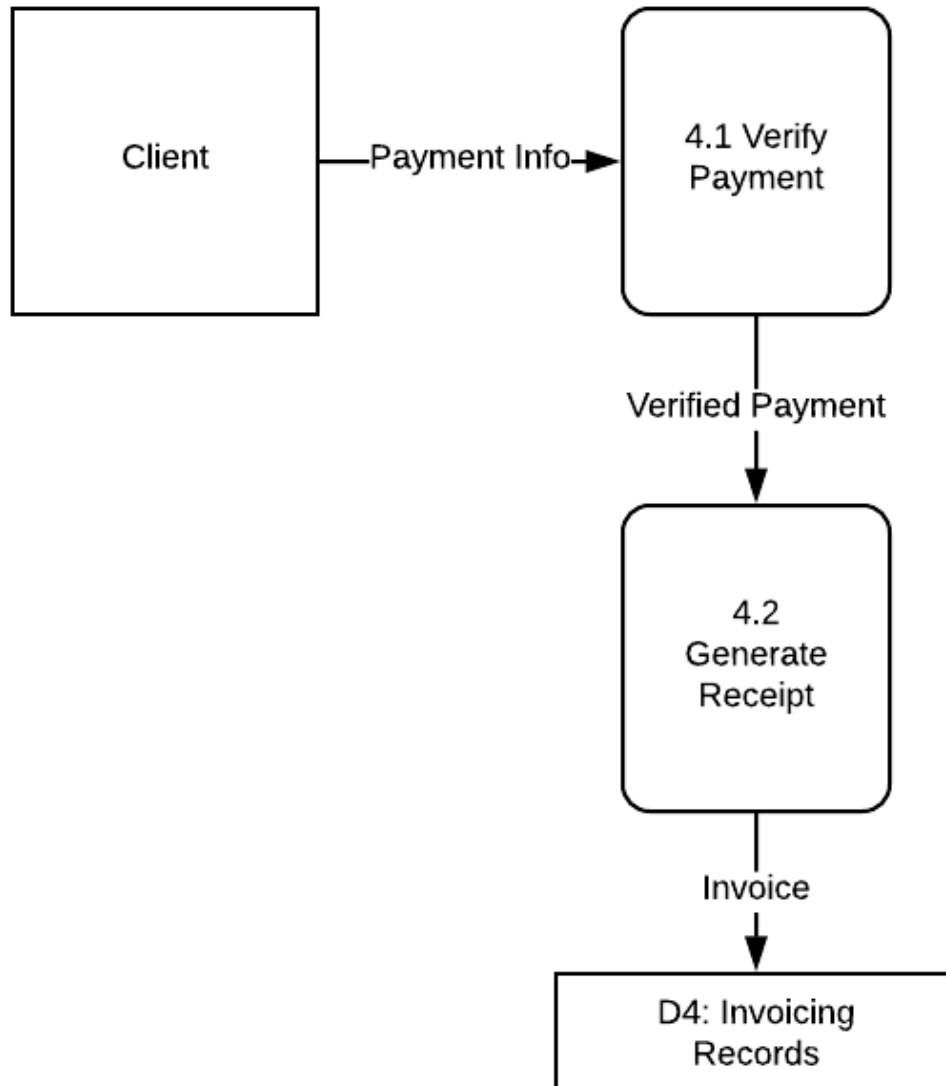 Client
Payment Info
4.1 Verify
Payment
Verified Payment
4.2
Generate
Receipt
Invoice
D4: Invoicing
Records